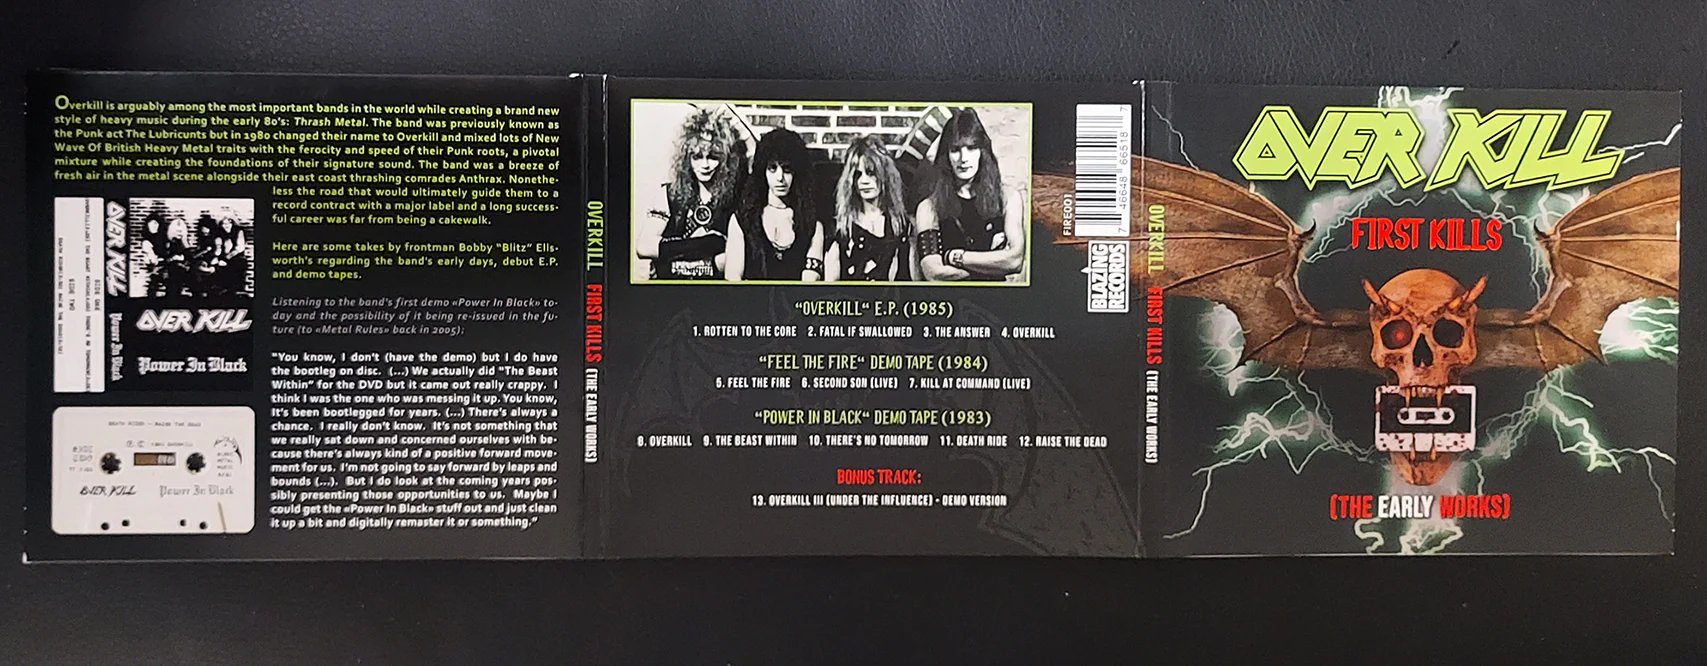 Overkill is arguably among the most important bands in the world while creating a brand new
style of heavy music during the early 80's: Thrash Metal. The band was previously known as
the Punk act The Lubricunts but in 1980 changed their name to Overkill and mixed lots of New
Wave Of British Heavy Metal traits with the ferocity and speed of their Punk roots, a pivotal
mixture while creating the foundations of their signature sound. The band was a breeze of
fresh air in the metal scene alongside their east coast thrashing comrades Anthrax. Nonethe-
less the road that would ultimately guide them to a
record contract with a major label and a long success-
ful career was far from being a cakewalk.
Here are some takes by frontman Bobby "Blitz" Ells-
worth's regarding the band's early days, debut E.P.
and demo tapes.
Listening to the band's first demo «Power In Black» to-
day and the possibility of it being re-issued in the fu-
ture (to «Metal Rules» back in 2005):
"You know, I don't (have the demo) but I do have
the bootleg on disc. (...) We actually did "The Beast
Within" for the DVD but it came out really crappy. I
think I was the one who was messing it up. You know,
It's been bootlegged for years. (...) There's always a
chance. I really don't know. It's not something that
we really sat down and concerned ourselves with be-
cause there's always kind of a positive forward move-
ment for us. I'm not going to say forward by leaps and
bounds (...). But I do look at the coming years pos-
sibly presenting those opportunities to us. Maybe I
could get the «Power In Black» stuff out and just clean
it up a bit and digitally remaster it or something."
SIDE ONE
SIDE TWO
OVER KILL
Power In Black
OVER KILL
Power In Black
DEATH RIDER - RAISE THE DEAD
OVER KILL
Power In Black
OVERKILL FIRST KILLS (THE EARLY WORKS)
"OVERKILL" E.P. (1985)
1. ROTTEN TO THE CORE 2. FATAL IF SWALLOWED 3. THE ANSWER 4. OVERKILL
"FEEL THE FIRE" DEMO TAPE (1984)
5. FEEL THE FIRE 6. SECOND SON (LIVE) 7. KILL AT COMMAND (LIVE)
"POWER IN BLACK" DEMO TAPE (1983)
8. OVERKILL 9. THE BEAST WITHIN 10. THERE'S NO TOMORROW 11. DEATH RIDE 12. RAISE THE DEAD
BONUS TRACK:
13. OVERKILL III (UNDER THE INFLUENCE) - DEMO VERSION
FIRE001
7 46648 66518 7
BLAZING
RECORDS
OVERKILL FIRST KILLS (THE EARLY WORKS)
OVER KILL
FIRST KILLS
(THE EARLY WORKS)